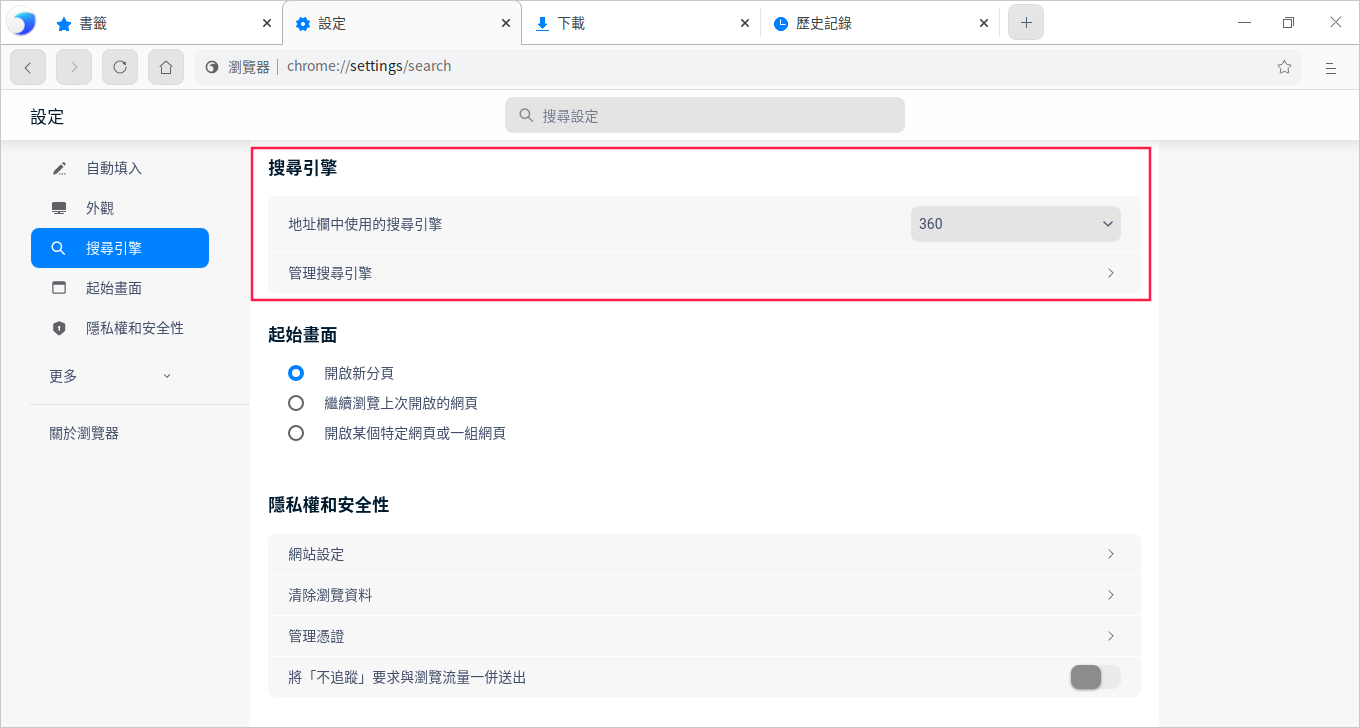 書籤
設定
下載
歷史記錄
瀏覽器 | chrome://settings/search
設定
搜尋設定
自動填入
外觀
搜尋引擎
起始畫面
隱私權和安全性
更多
關於瀏覽器
搜尋引擎
地址欄中使用的搜尋引擎
360
管理搜尋引擎
起始畫面
開啟新分頁
繼續瀏覽上次開啟的網頁
開啟某個特定網頁或一組網頁
隱私權和安全性
網站設定
清除瀏覽資料
管理憑證
將「不追蹤」要求與瀏覽流量一併送出